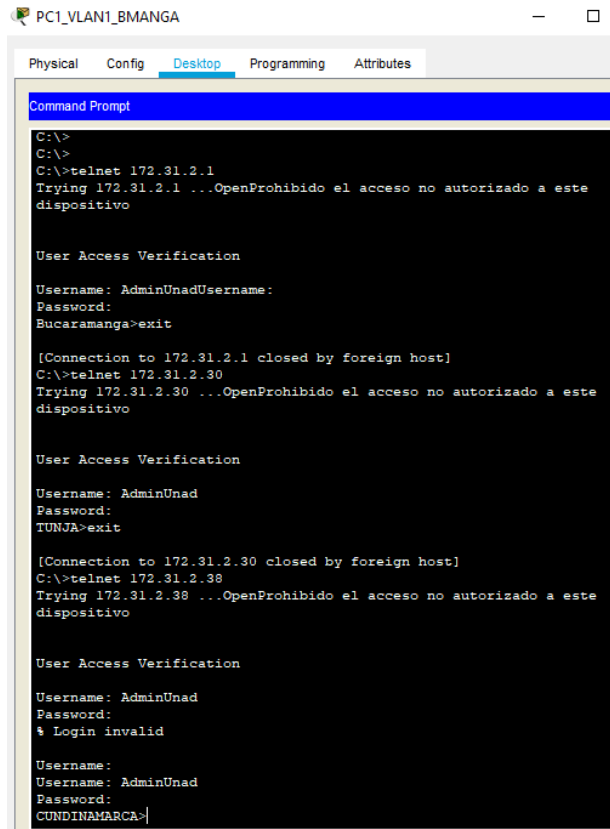 PC1_VLAN1_BMANGA
Physical Config Desktop Programming Attributes
Command Prompt
C:\>
C:\>
C:\>telnet 172.31.2.1
Trying 172.31.2.1 ...OpenProhibido el acceso no autorizado a este
dispositivo
User Access Verification
Username: AdminUnadUsername:
Password:
Bucaramanga>exit
[Connection to 172.31.2.1 closed by foreign host]
C:\>telnet 172.31.2.30
Trying 172.31.2.30 ...OpenProhibido el acceso no autorizado a este
dispositivo
User Access Verification
Username: AdminUnad
Password:
TUNJA>exit
[Connection to 172.31.2.30 closed by foreign host]
C:\>telnet 172.31.2.38
Trying 172.31.2.38 ...OpenProhibido el acceso no autorizado a este
dispositivo
User Access Verification
Username: AdminUnad
Password:
% Login invalid
Username:
Username: AdminUnad
Password:
CUNDINAMARCA>